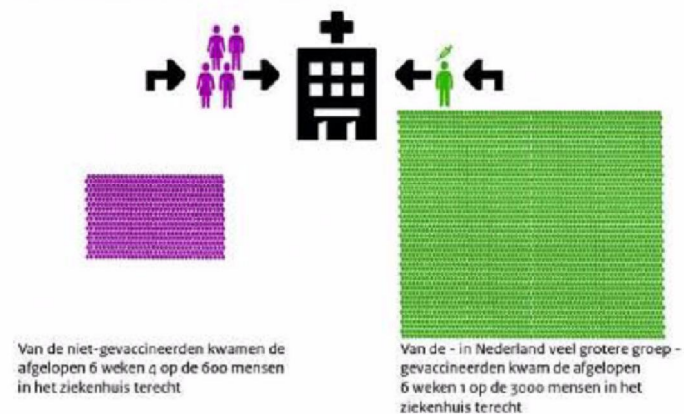 Van de niet-gevaccineerden kwamen de
afgelopen 6 weken 4 op de 600 mensen
in het ziekenhuis terecht
Van de - in Nederland veel grotere groep -
gevaccineerden kwam de afgelopen
6 weken 1 op de 3000 mensen in het
ziekenhuis terecht